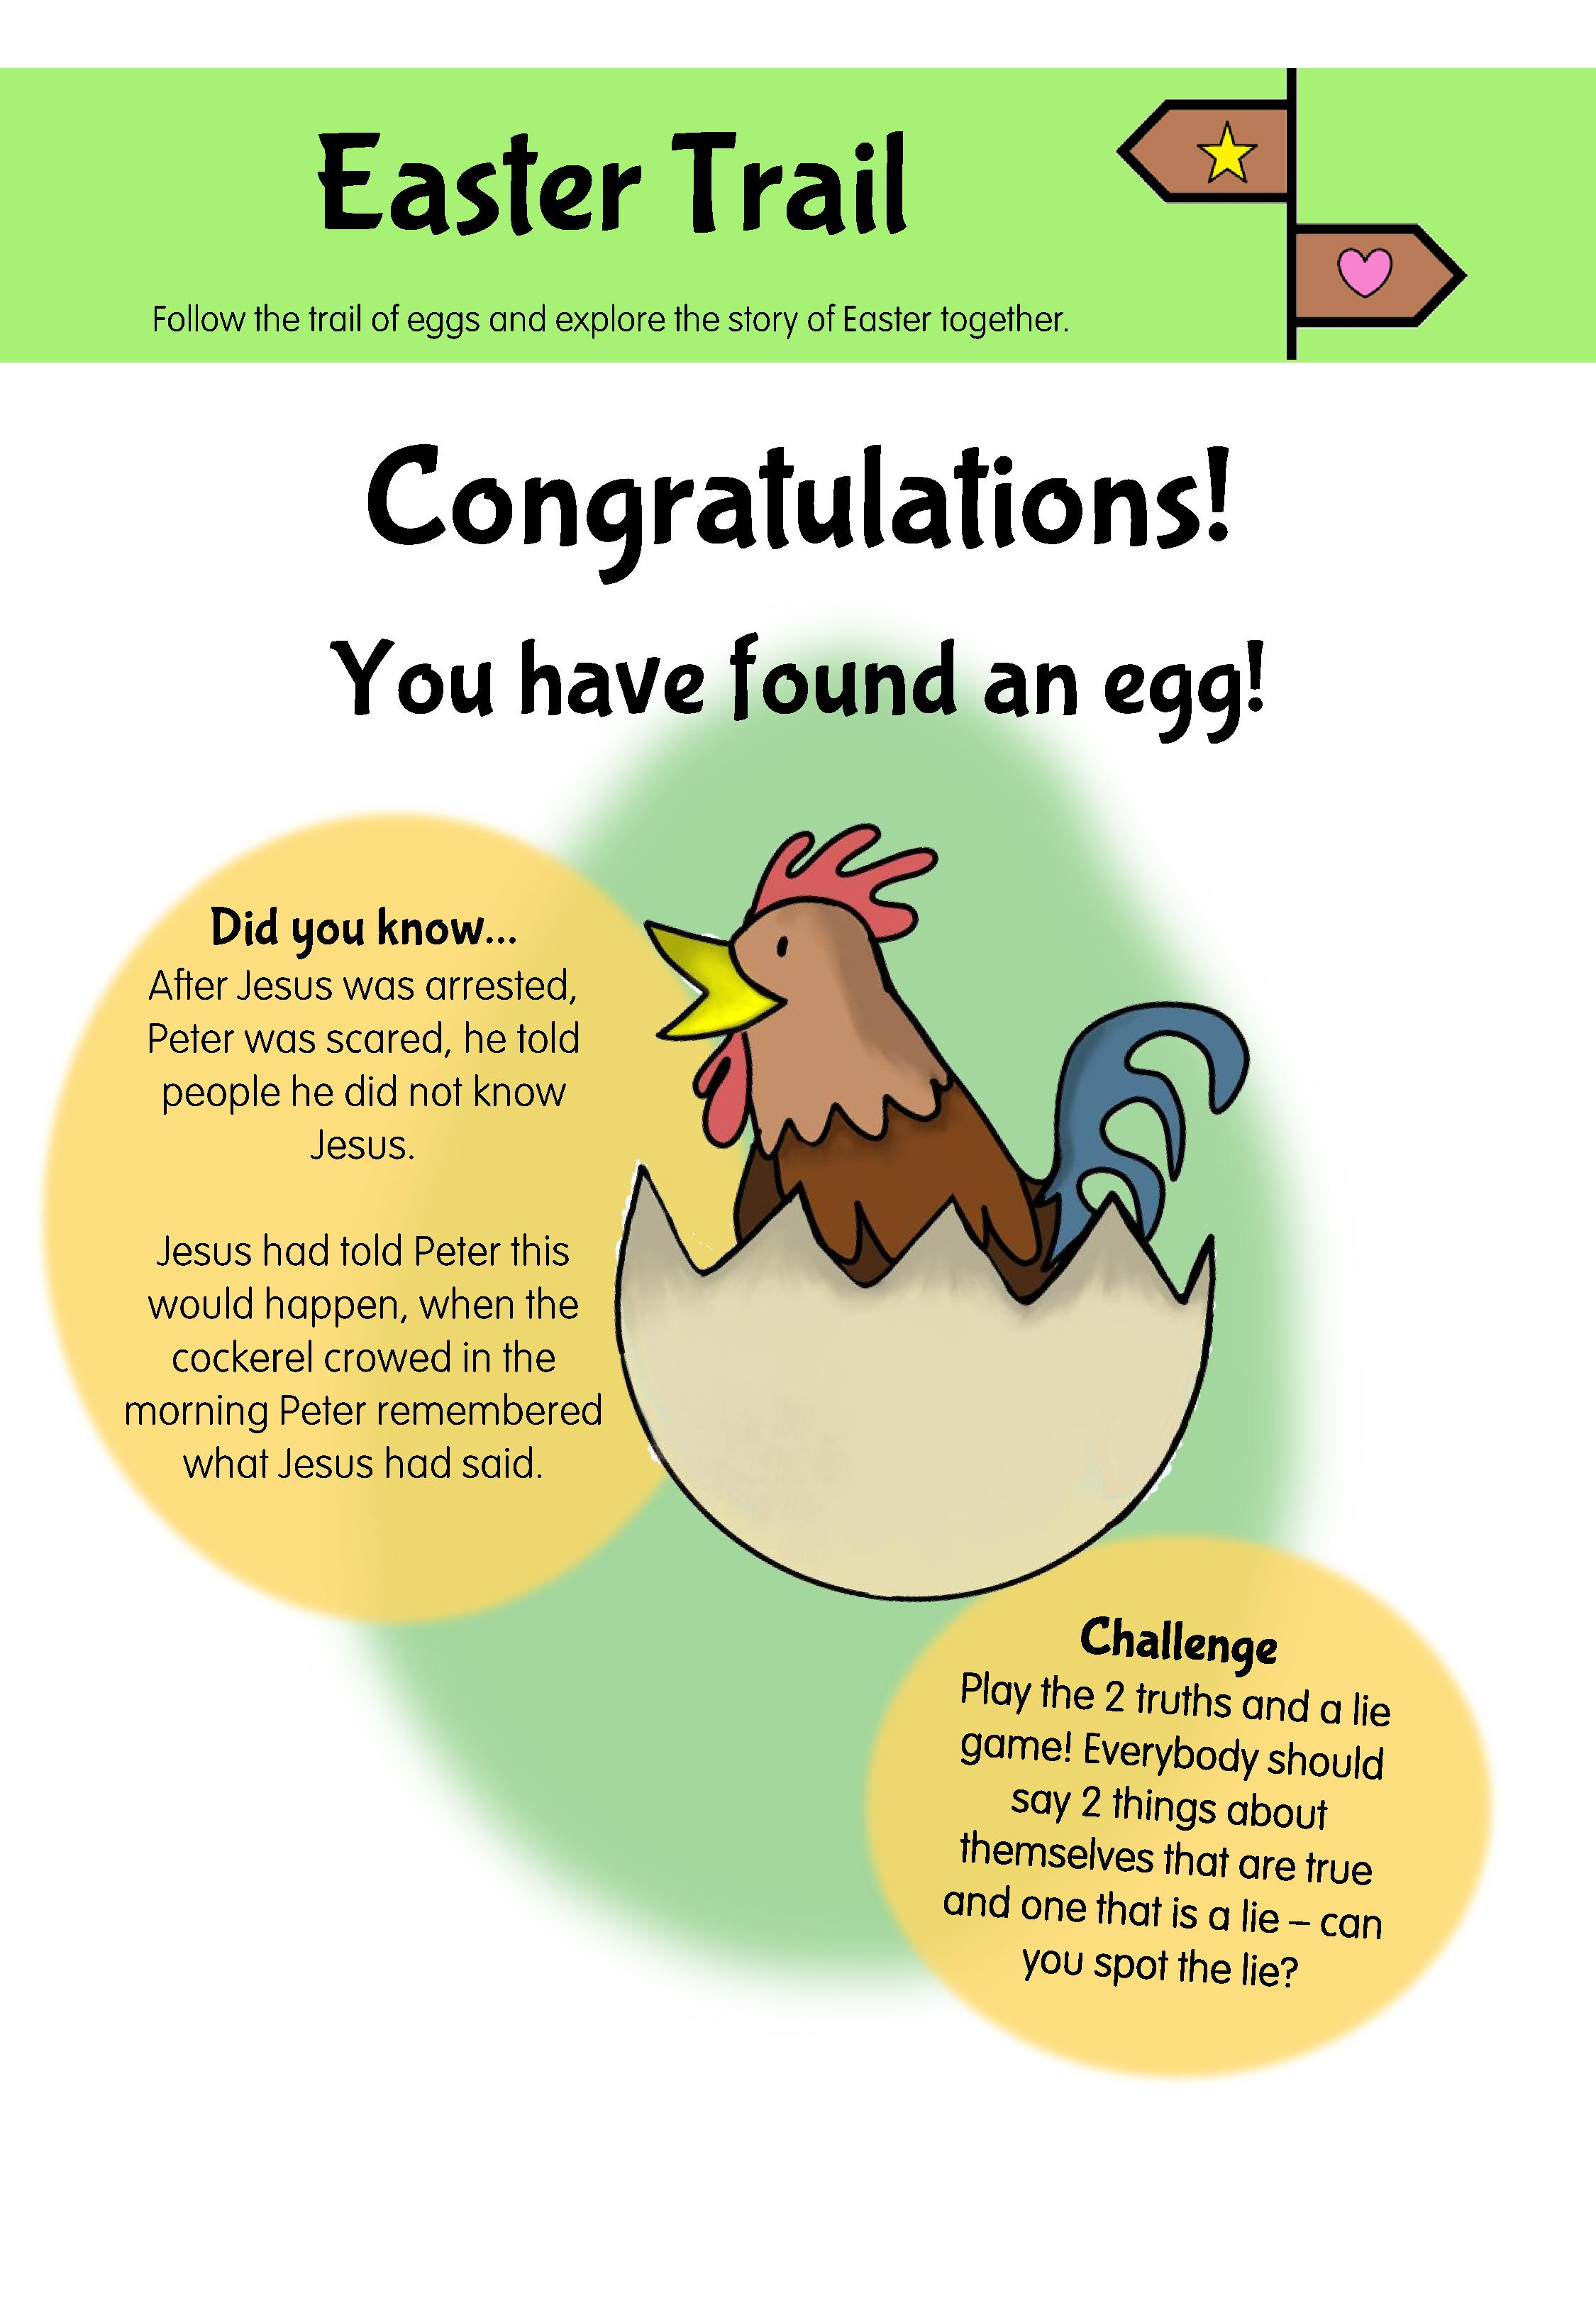 Easter Trail
Follow the trail of eggs and explore the story of Easter together.
Congratulations!
You have found an egg!
Did you know...
After Jesus was arrested,
Peter was scared, he told
people he did not know
Jesus.
Jesus had told Peter this
would happen, when the
cockerel crowed in the
morning Peter remembered
what Jesus had said.
Challenge
Play the 2 truths and a lie
game! Everybody should
say 2 things about
themselves that are true
and one that is a lie – can
you spot the lie?